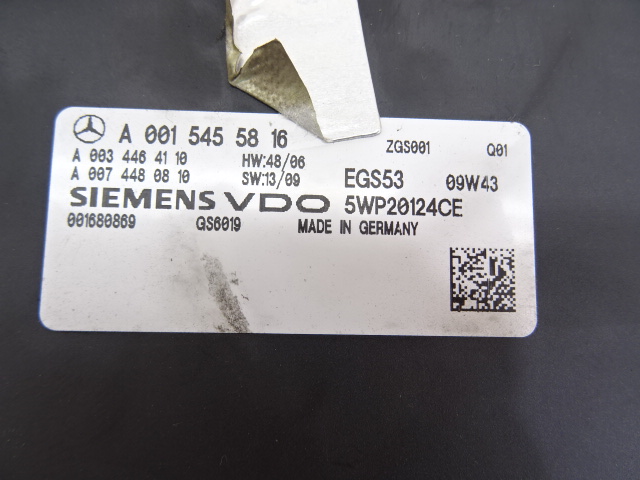 A 001 545 58 16
ZGS001 Q01
A 003 446 41 10 HW:48/06
A 007 448 08 10 SW:13/09 EGS53 09W43
SIEMENS VDO 5WP20124CE
001680869 GS6019 MADE IN GERMANY